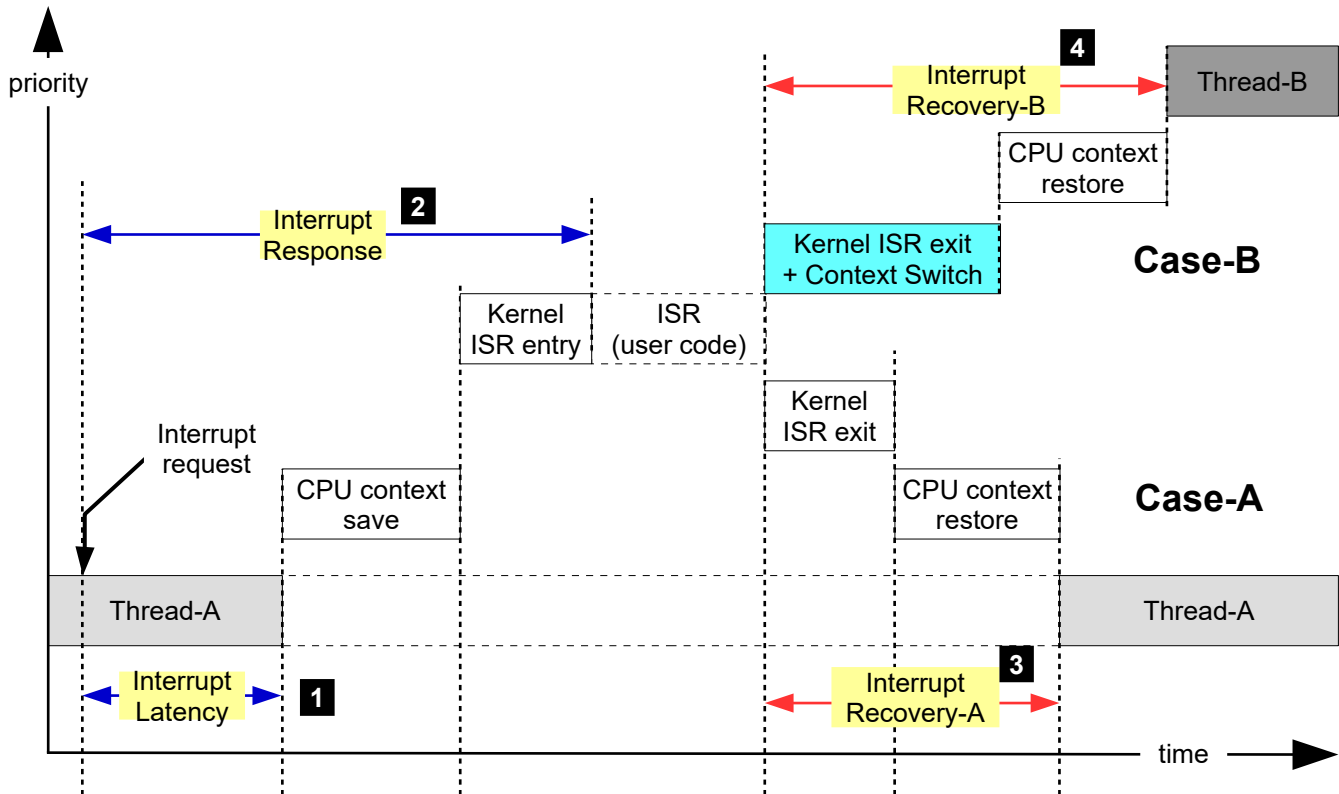 priority
4
Interrupt
Recovery-B
Thread-B
CPU context
restore
2
Interrupt
Response
Kernel ISR exit
+ Context Switch
Case-B
Kernel
ISR entry
ISR
(user code)
Kernel
ISR exit
Interrupt
request
CPU context
save
CPU context
restore
Case-A
Thread-A
Thread-A
Interrupt
Latency
1
3
Interrupt
Recovery-A
time